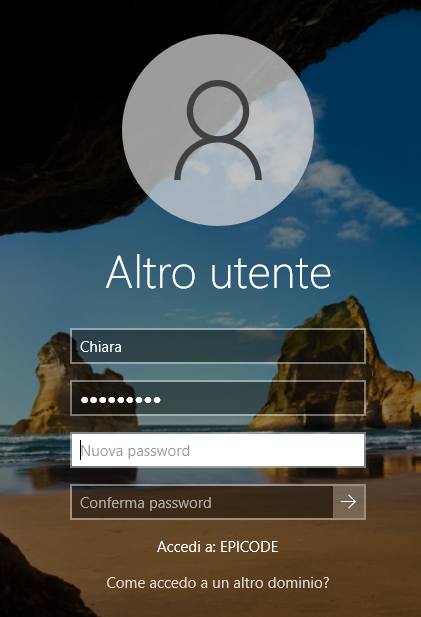 Altro utente
Chiara
●●●●●●●●●
Nuova password
Conferma password
Accedi a: EPICODE
Come accedo a un altro dominio?